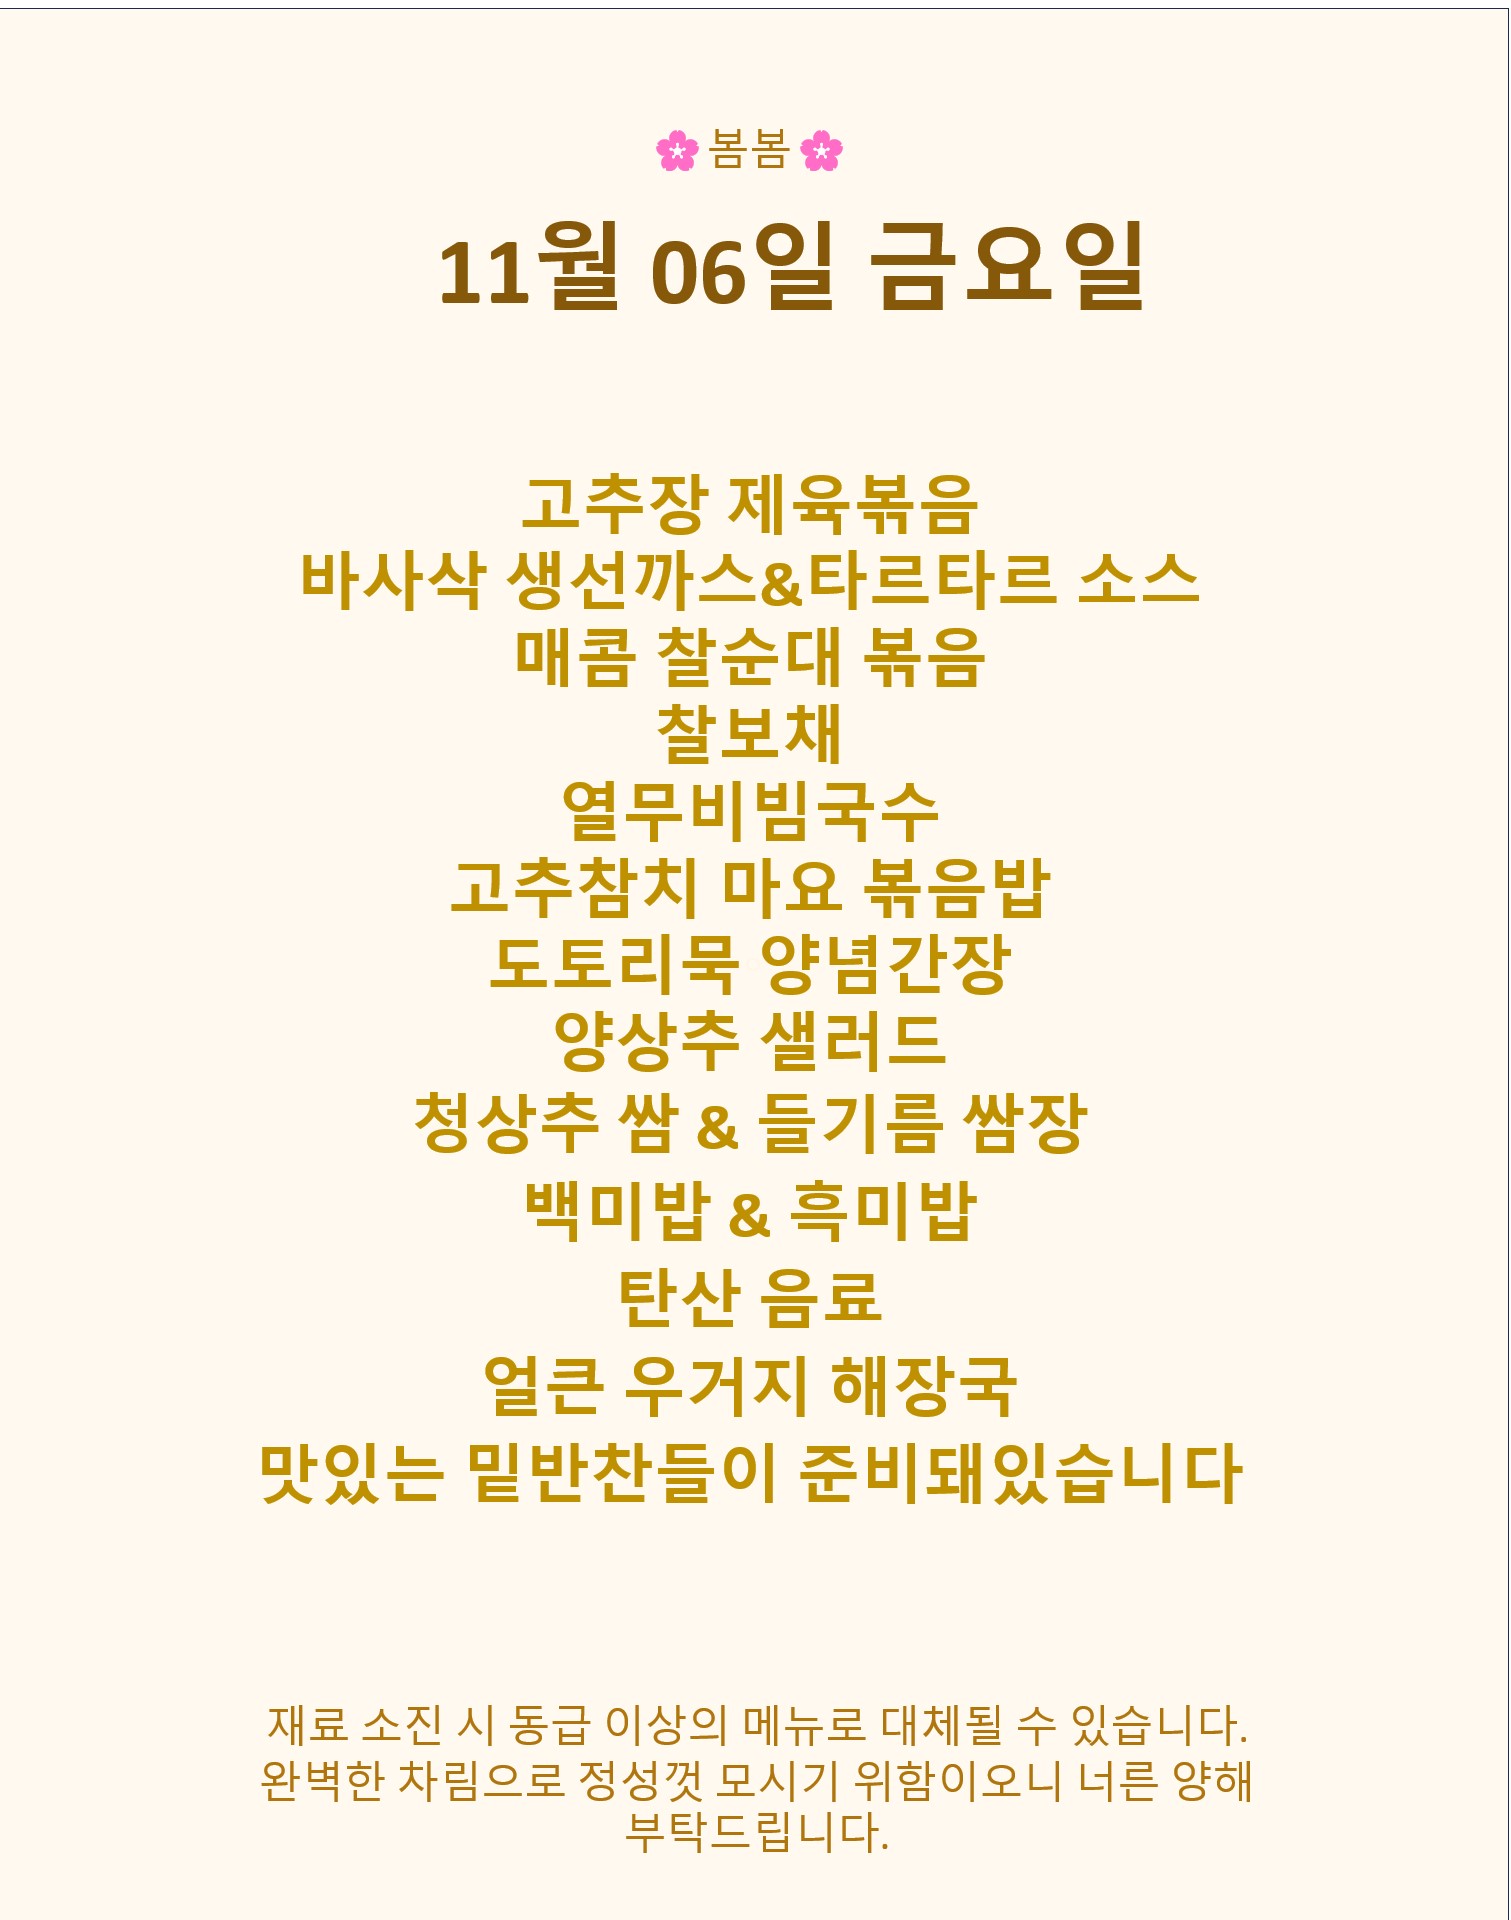 🌸봄봄🌸
11월 06일 금요일
고추장 제육볶음
바사삭 생선까스&타르타르 소스
매콤 찰순대 볶음
찰보채
열무비빔국수
고추참치 마요 볶음밥
도토리묵 양념간장
양상추 샐러드
청상추 쌈 & 들기름 쌈장
백미밥 & 흑미밥
탄산 음료
얼큰 우거지 해장국
맛있는 밑반찬들이 준비돼있습니다
재료 소진 시 동급 이상의 메뉴로 대체될 수 있습니다.
완벽한 차림으로 정성껏 모시기 위함이오니 너른 양해
부탁드립니다.